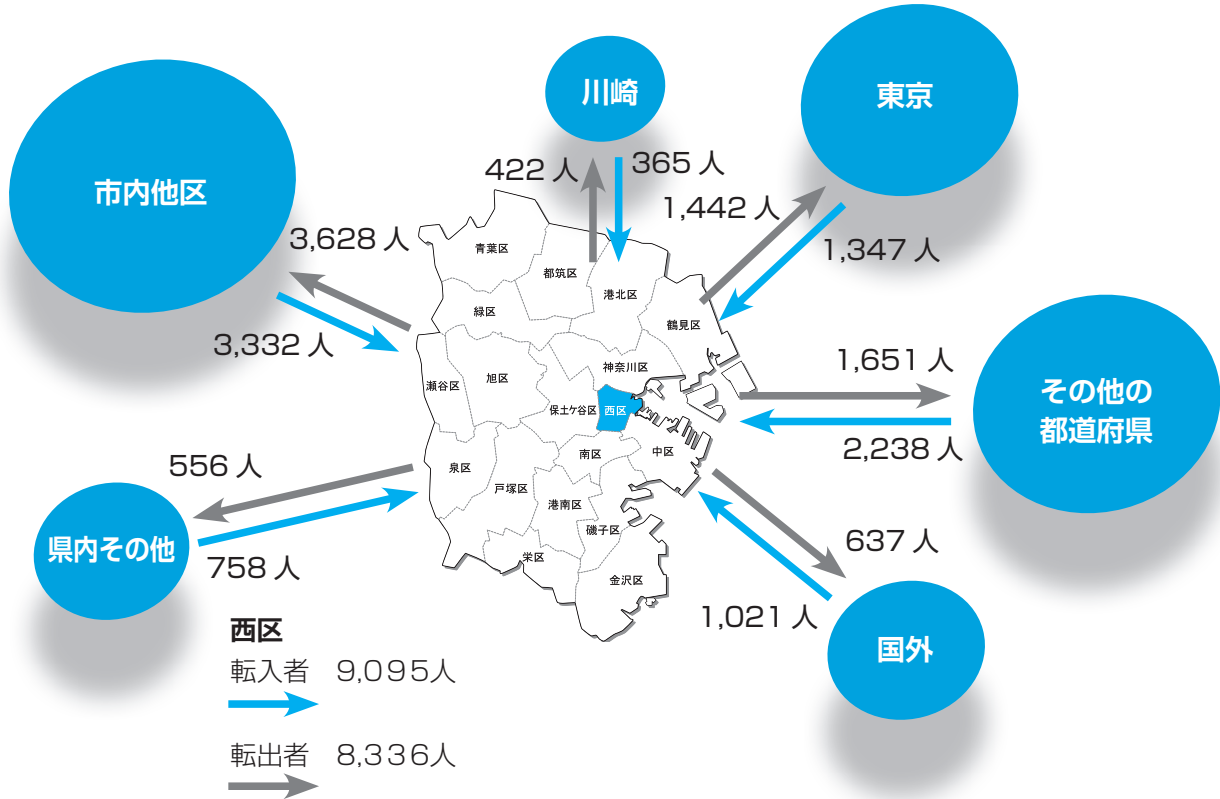 川崎
東京
市内他区
422 人
365 人
1,442 人
1,347 人
3,628 人
3,332 人
青葉区
都筑区
港北区
緑区
鶴見区
神奈川区
瀬谷区
旭区
保土ケ谷区
西区
1,651 人
2,238 人
その他の
都道府県
南区
中区
泉区
戸塚区
港南区
磯子区
栄区
金沢区
556 人
758 人
県内その他
637 人
1,021 人
国外
西区
転入者 9,095人
転出者 8,336人